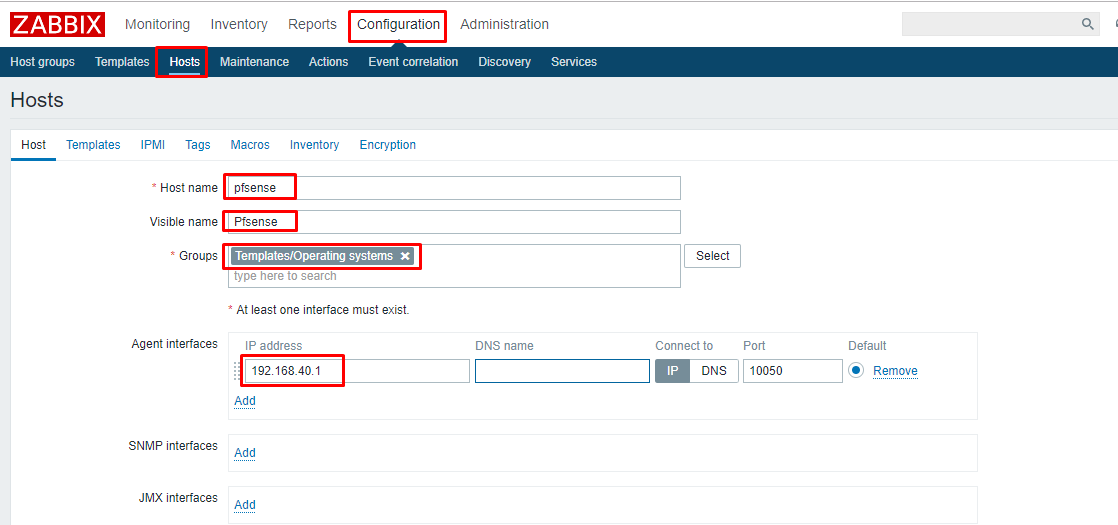 ZABBIX Monitoring Inventory Reports Configuration Administration
Host groups Templates Hosts Maintenance Actions Event correlation Discovery Services
Hosts
Host Templates IPMI Tags Macros Inventory Encryption
* Host name pfsense
Visible name Pfsense
* Groups Templates/Operating systems × Select
type here to search
* At least one interface must exist.
Agent interfaces IP address DNS name Connect to Port Default
192.168.40.1 IP DNS 10050 Remove
Add
SNMP interfaces Add
JMX interfaces Add